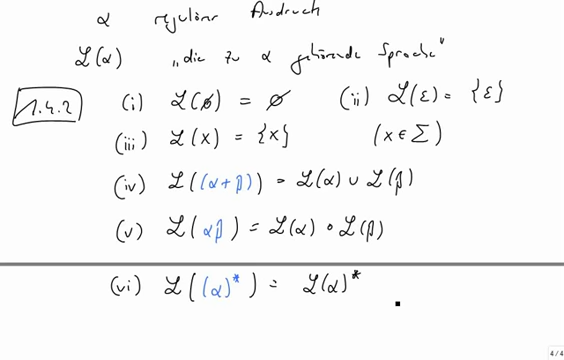 α regulärer Ausdruck
ℒ(α) „die zu α gehörende Sprache"
1.4.2 (i) ℒ(∅) = ∅ (ii) ℒ(ε) = {ε}
(iii) ℒ(x) = {x} (x ∈ Σ)
(iv) ℒ((α+β)) = ℒ(α) ∪ ℒ(β)
(v) ℒ(αβ) = ℒ(α) ∘ ℒ(β)
(vi) ℒ((α)*) = ℒ(α)*
4/4